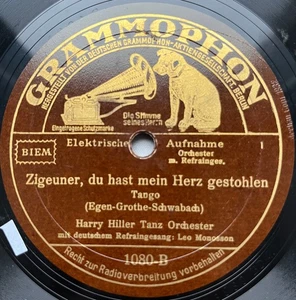 GRAMMOPHON
HERGESTELLT VON DER DEUTSCHEN GRAMMOPHON-AKTIENGESELLSCHAFT, BERLIN
Die Stimme
seines Herrn
Eingetragene Schutzmarke
BIEM
Elektrische Aufnahme
Orchester
m. Refrainges.
1
Zigeuner, du hast mein Herz gestohlen
Tango
(Egen-Grothe-Schwabach)
Harry Hiller Tanz Orchester
mit deutschem Refraingesang: Leo Monosson
1080-B
Recht zur Radioverbreitung vorbehalten